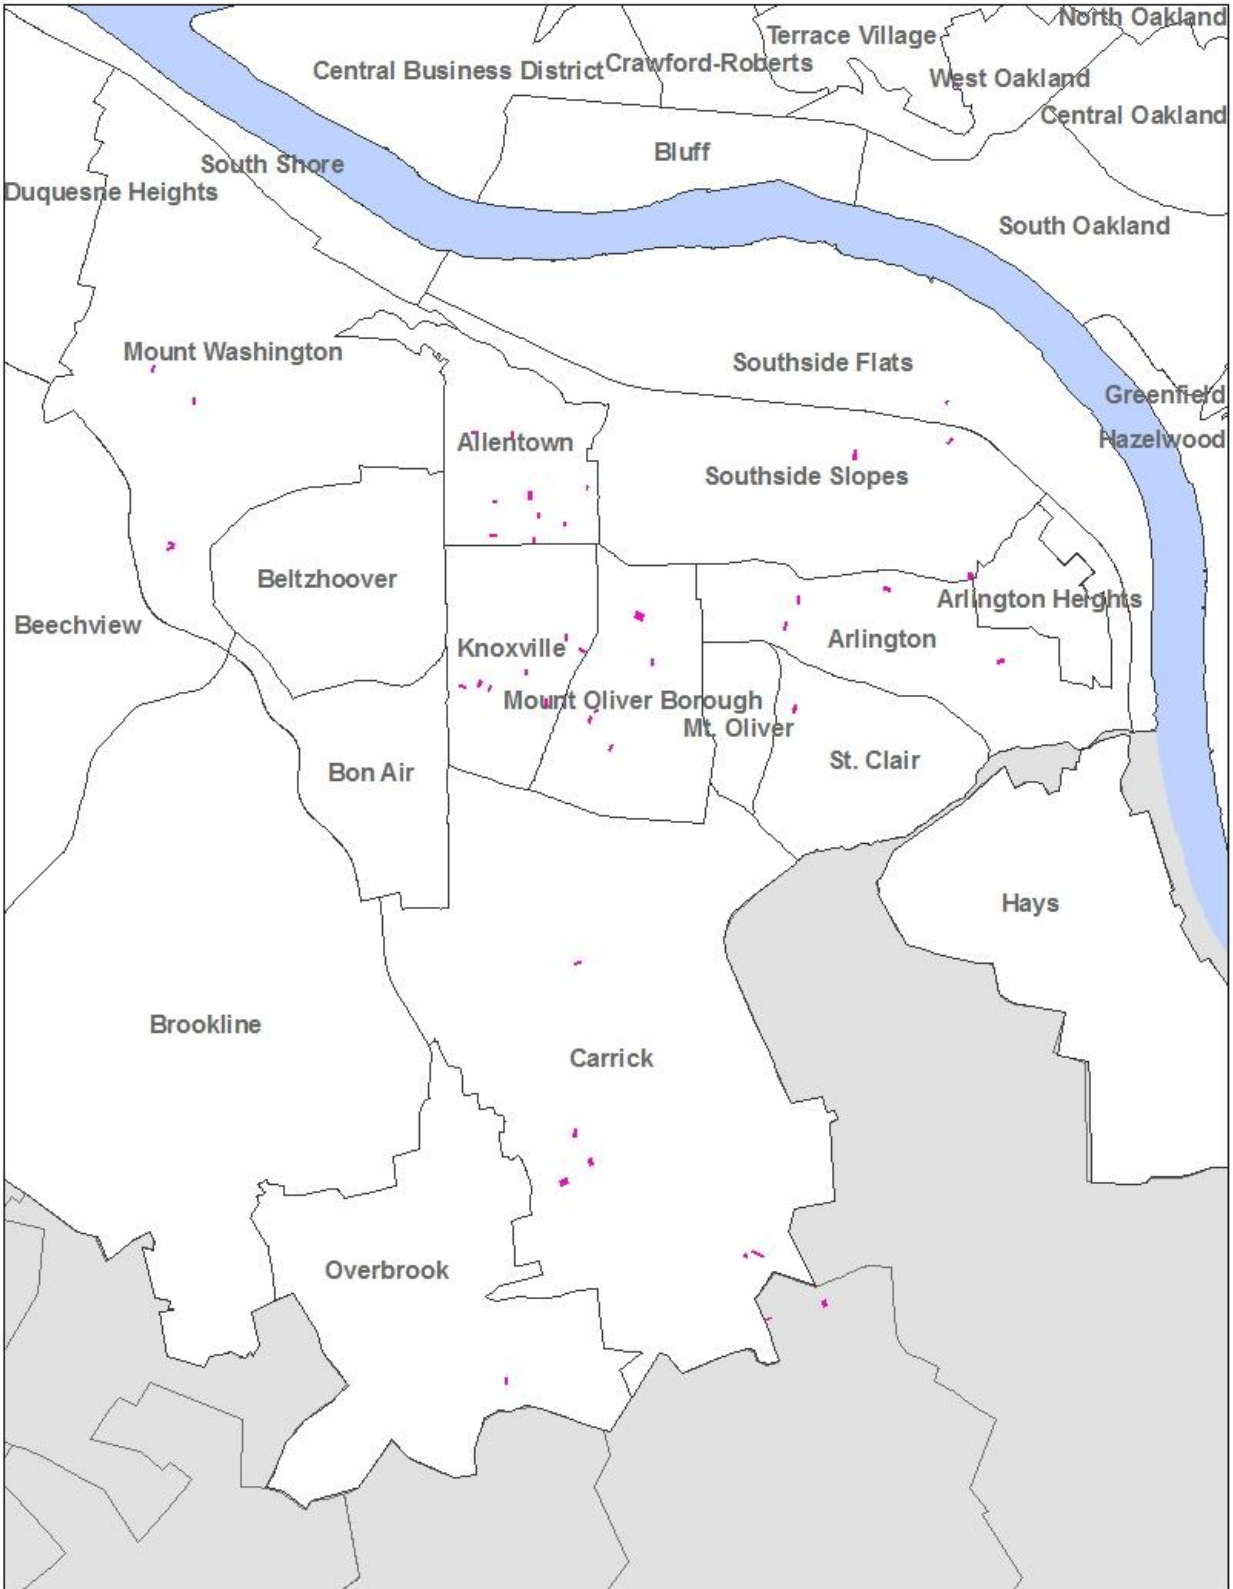 North Oakland
Terrace Village
Central Business District
Crawford-Roberts
West Oakland
Central Oakland
Bluff
South Shore
Duquesne Heights
South Oakland
Mount Washington
Southside Flats
Greenfield
Allentown
Hazelwood
Southside Slopes
Beltzhoover
Arlington Heights
Beechview
Arlington
Knoxville
Mount Oliver Borough
Mt. Oliver
St. Clair
Bon Air
Hays
Brookline
Carrick
Overbrook